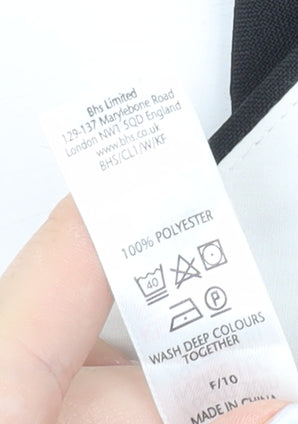 Bhs Limited
129-137 Marylebone Road
London NW1 5QD England
www.bhs.co.uk
BHS/CL1/W/KF
100% POLYESTER
40
P
WASH DEEP COLOURS
TOGETHER
F/10
MADE IN CHINA